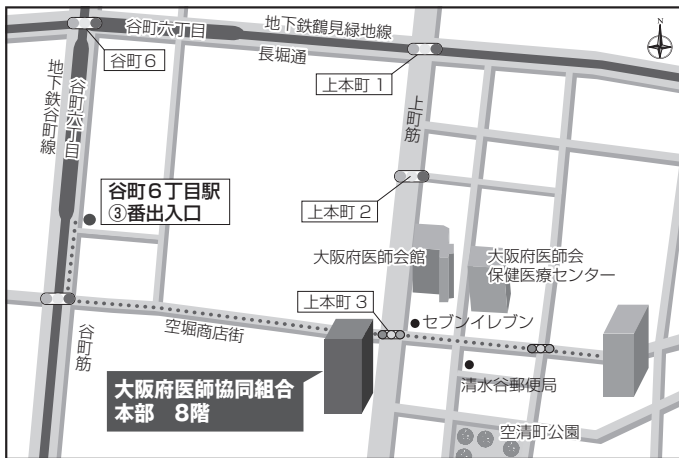 谷町六丁目
地下鉄鶴見緑地線
N
谷町6
長堀通
上本町1
地下鉄谷町線
谷町六丁目
上町筋
谷町6丁目駅
③番出入口
上本町2
大阪府医師会館
大阪府医師会
保健医療センター
上本町3
セブンイレブン
空堀商店街
谷町筋
清水谷郵便局
大阪府医師協同組合
本部 8階
空清町公園